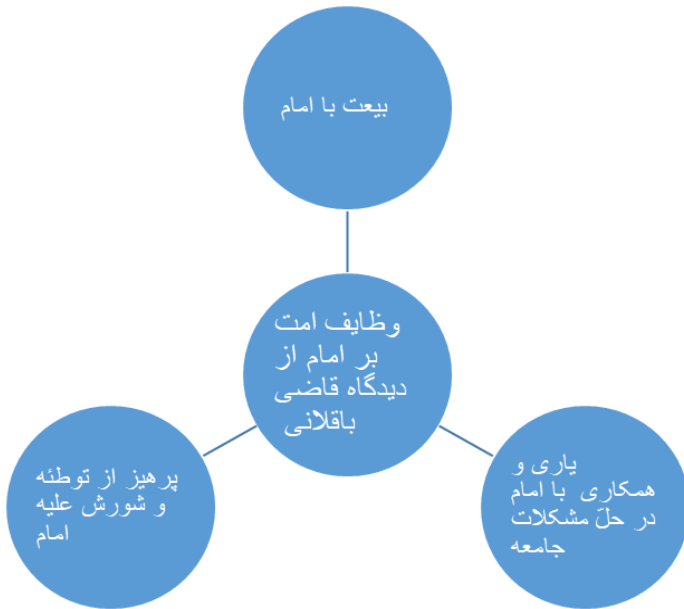 بیعت با امام
وظایف امت
بر امام از
دیدگاه قاضی
باقلانی
یاری و
همکاری با امام
در حلّ مشکلات
جامعه
پرهیز از توطئه
و شورش علیه
امام